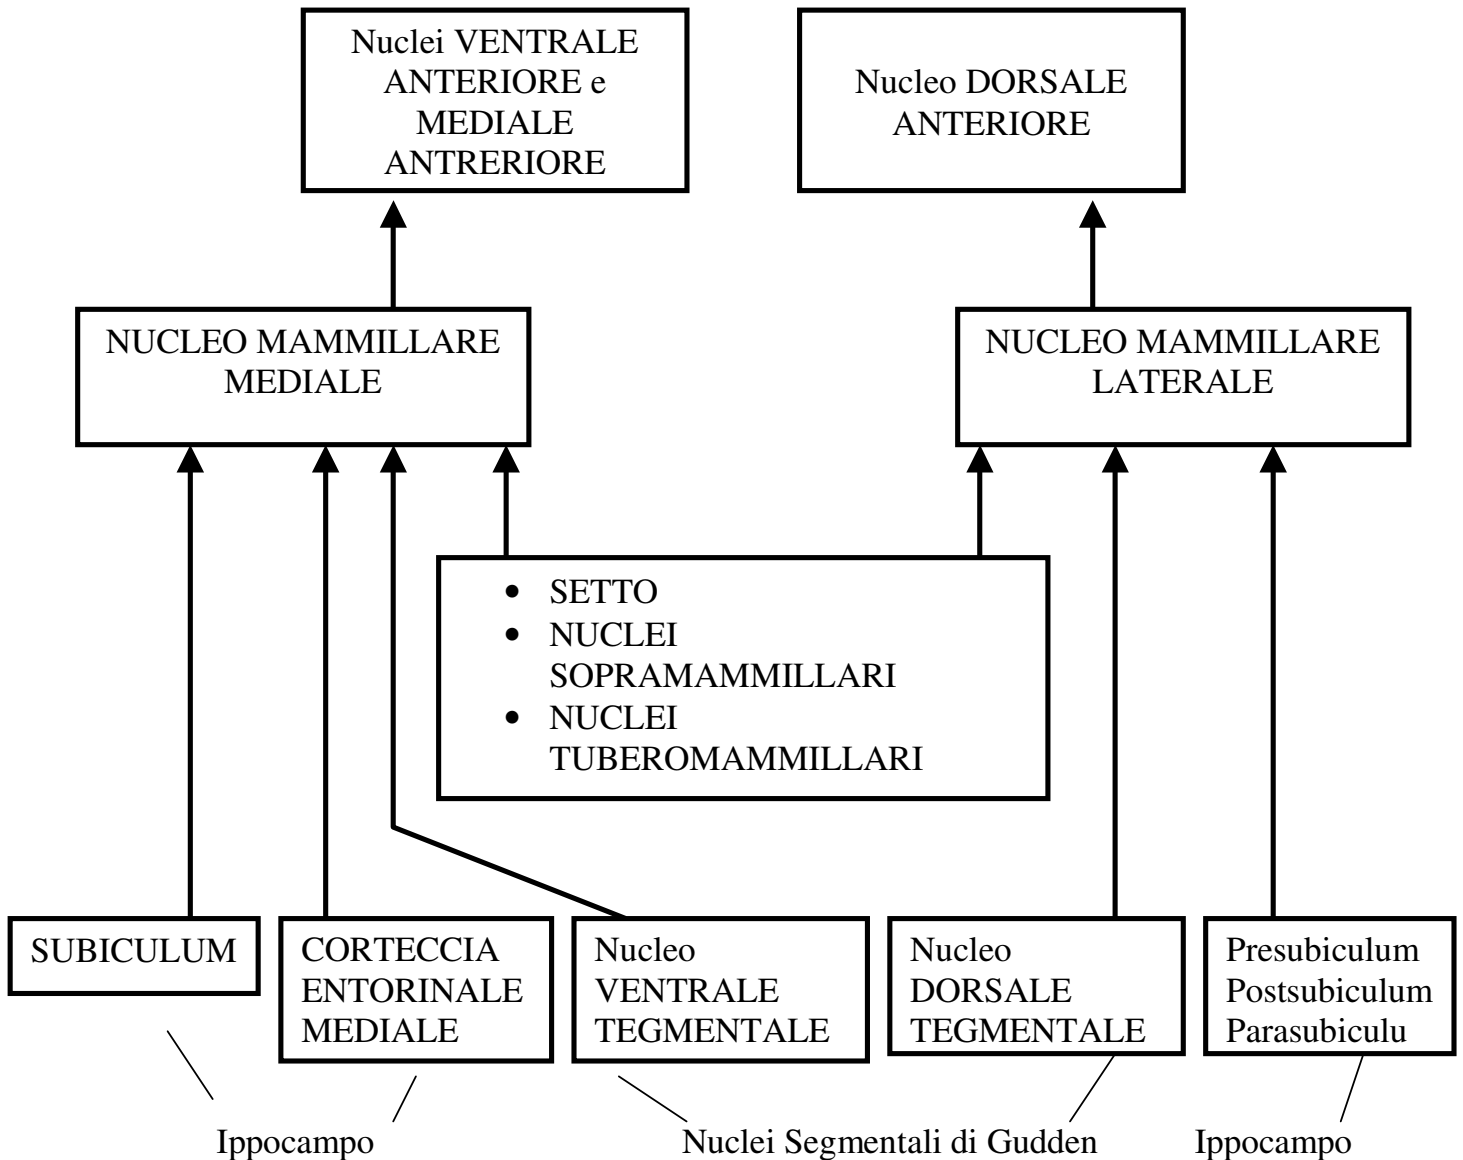 Nuclei VENTRALE
ANTERIORE e
MEDIALE
ANTRERIORE
Nucleo DORSALE
ANTERIORE
NUCLEO MAMMILLARE
MEDIALE
NUCLEO MAMMILLARE
LATERALE
• SETTO
• NUCLEI
SOPRAMAMMILLARI
• NUCLEI
TUBEROMAMMILLARI
SUBICULUM
CORTECCIA
ENTORINALE
MEDIALE
Nucleo
VENTRALE
TEGMENTALE
Nucleo
DORSALE
TEGMENTALE
Presubiculum
Postsubiculum
Parasubiculu
Ippocampo
Nuclei Segmentali di Gudden
Ippocampo